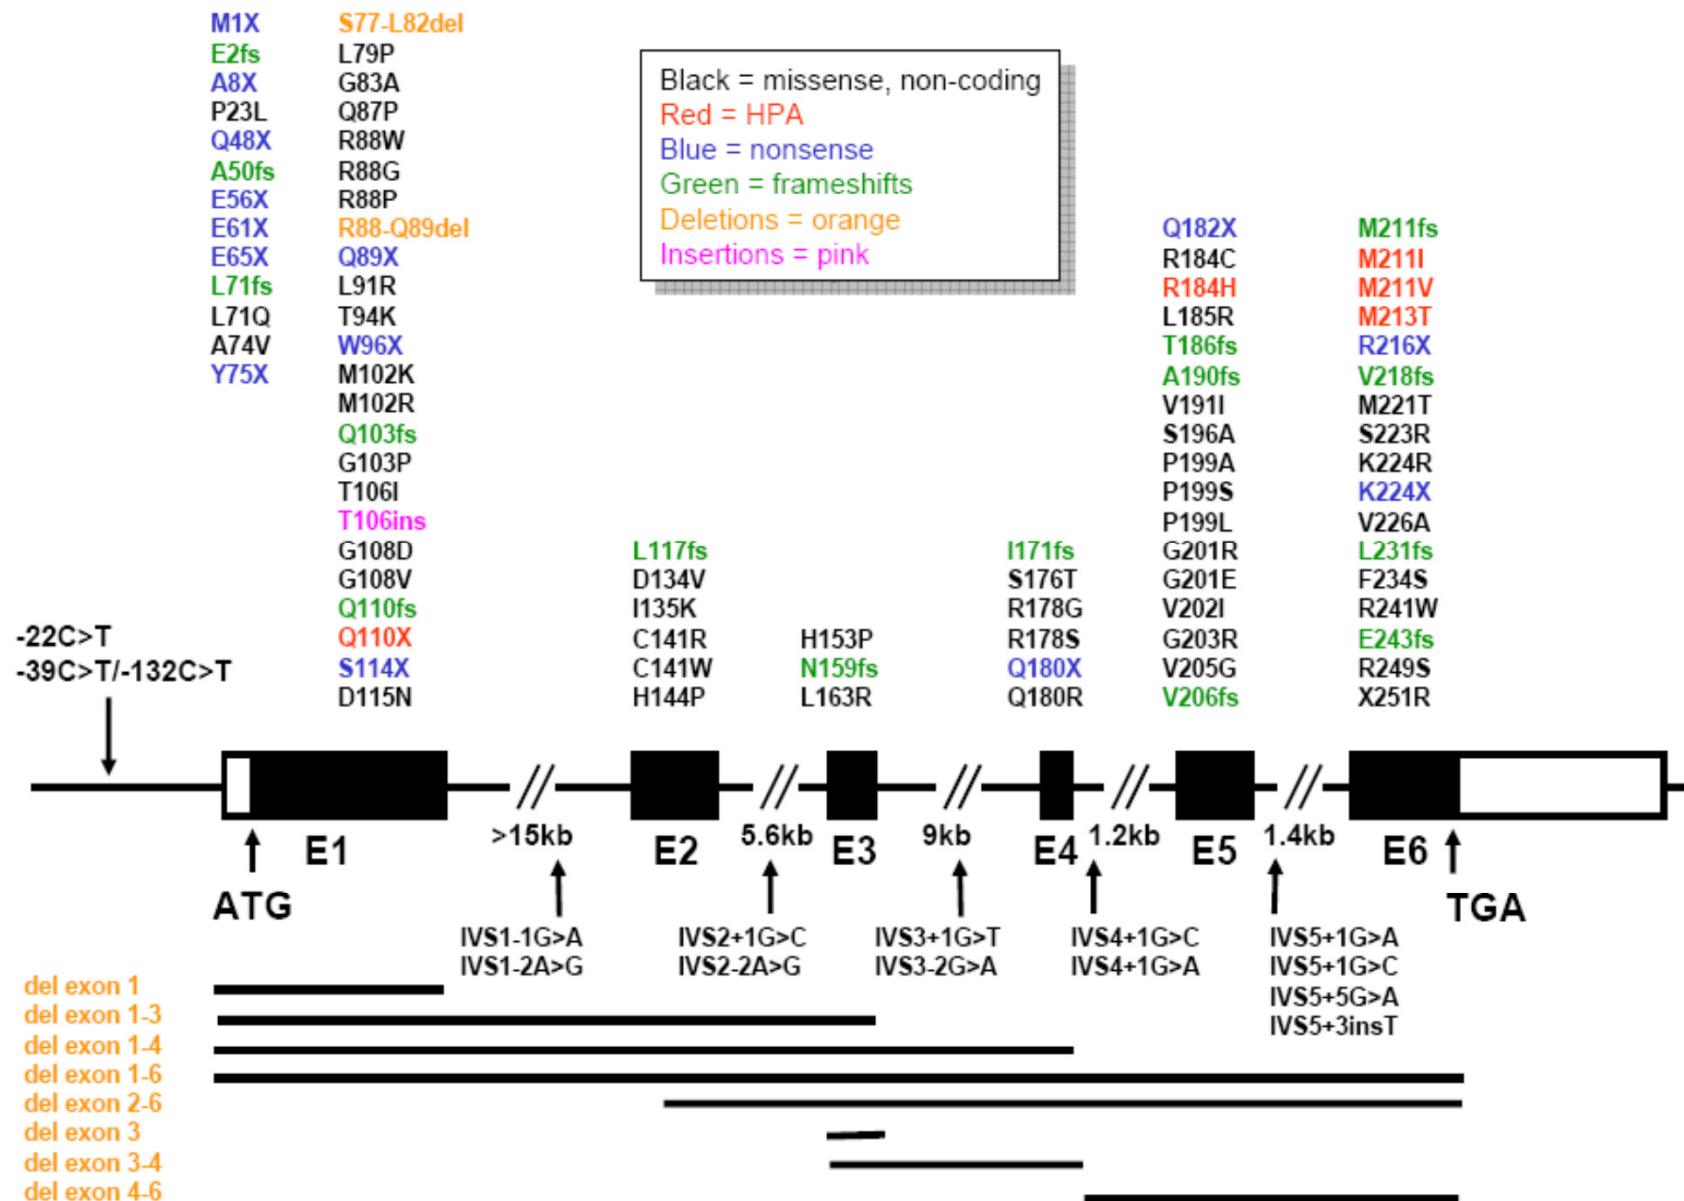 M1X
E2fs
A8X
P23L
Q48X
A50fs
E56X
E61X
E65X
L71fs
L71Q
A74V
Y75X
S77-L82del
L79P
G83A
Q87P
R88W
R88G
R88P
R88-Q89del
Q89X
L91R
T94K
W96X
M102K
M102R
Q103fs
G103P
T106I
T106ins
G108D
G108V
Q110fs
Q110X
S114X
D115N
Black = missense, non-coding
Red = HPA
Blue = nonsense
Green = frameshifts
Deletions = orange
Insertions = pink
L117fs
D134V
I135K
C141R
C141W
H144P
H153P
N159fs
L163R
I171fs
S176T
R178G
R178S
Q180X
Q180R
Q182X
R184C
R184H
L185R
T186fs
A190fs
V191I
S196A
P199A
P199S
P199L
G201R
G201E
V202I
G203R
V205G
V206fs
M211fs
M211I
M211V
M213T
R216X
V218fs
M221T
S223R
K224R
K224X
V226A
L231fs
F234S
R241W
E243fs
R249S
X251R
-22C>T
-39C>T/-132C>T
>15kb
5.6kb
9kb
1.2kb
1.4kb
E1
E2
E3
E4
E5
E6
ATG
TGA
IVS1-1G>A
IVS1-2A>G
IVS2+1G>C
IVS2-2A>G
IVS3+1G>T
IVS3-2G>A
IVS4+1G>C
IVS4+1G>A
IVS5+1G>A
IVS5+1G>C
IVS5+5G>A
IVS5+3insT
del exon 1
del exon 1-3
del exon 1-4
del exon 1-6
del exon 2-6
del exon 3
del exon 3-4
del exon 4-6